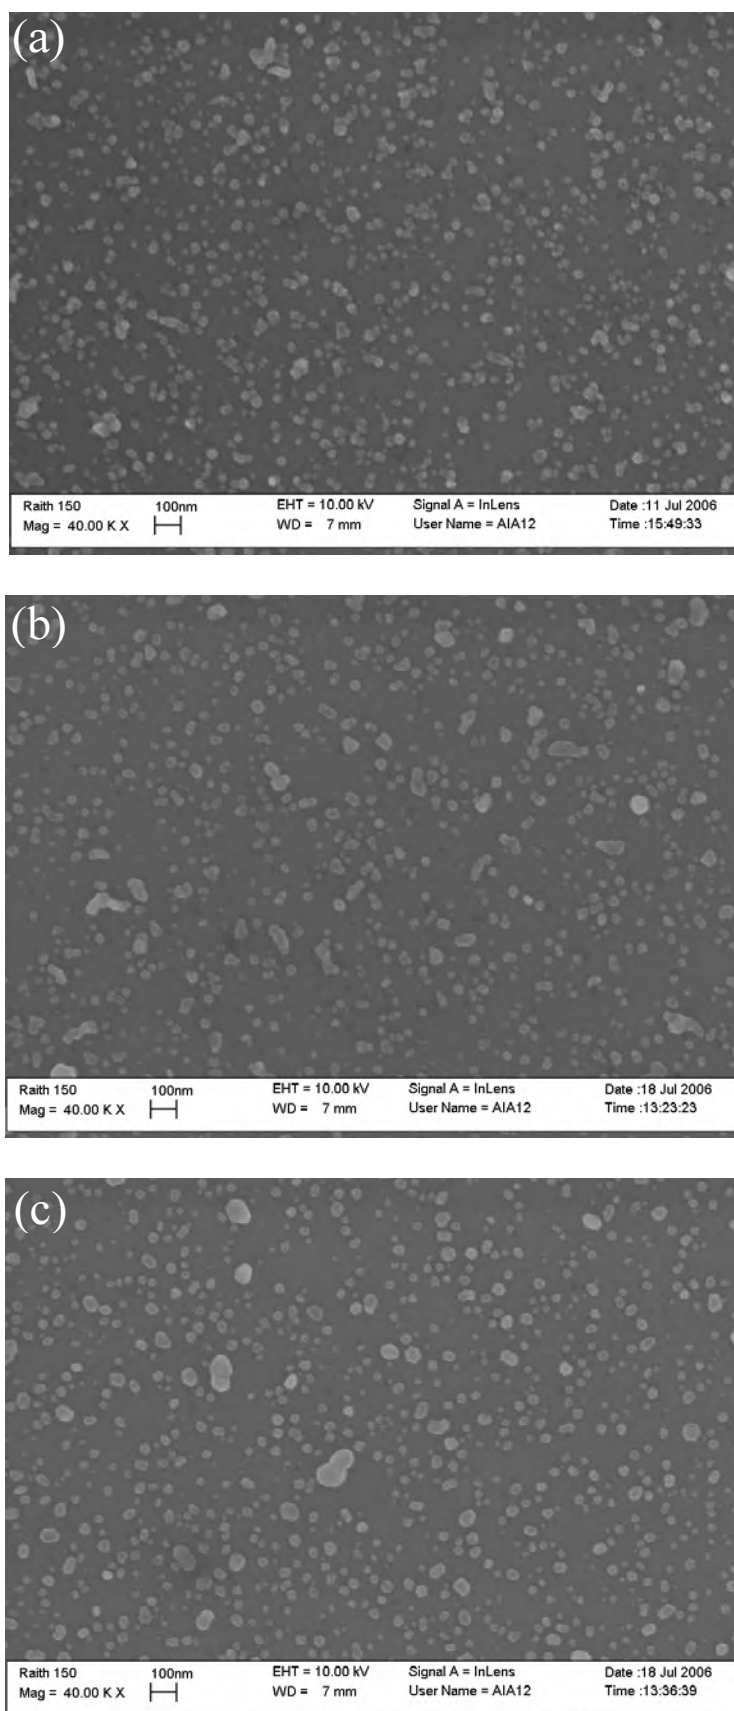 (a)
Raith 150 100nm EHT = 10.00 kV Signal A = InLens Date :11 Jul 2006
Mag = 40.00 K X WD = 7 mm User Name = AIA12 Time :15:49:33
(b)
Raith 150 100nm EHT = 10.00 kV Signal A = InLens Date :18 Jul 2006
Mag = 40.00 K X WD = 7 mm User Name = AIA12 Time :13:23:23
(c)
Raith 150 100nm EHT = 10.00 kV Signal A = InLens Date :18 Jul 2006
Mag = 40.00 K X WD = 7 mm User Name = AIA12 Time :13:36:39